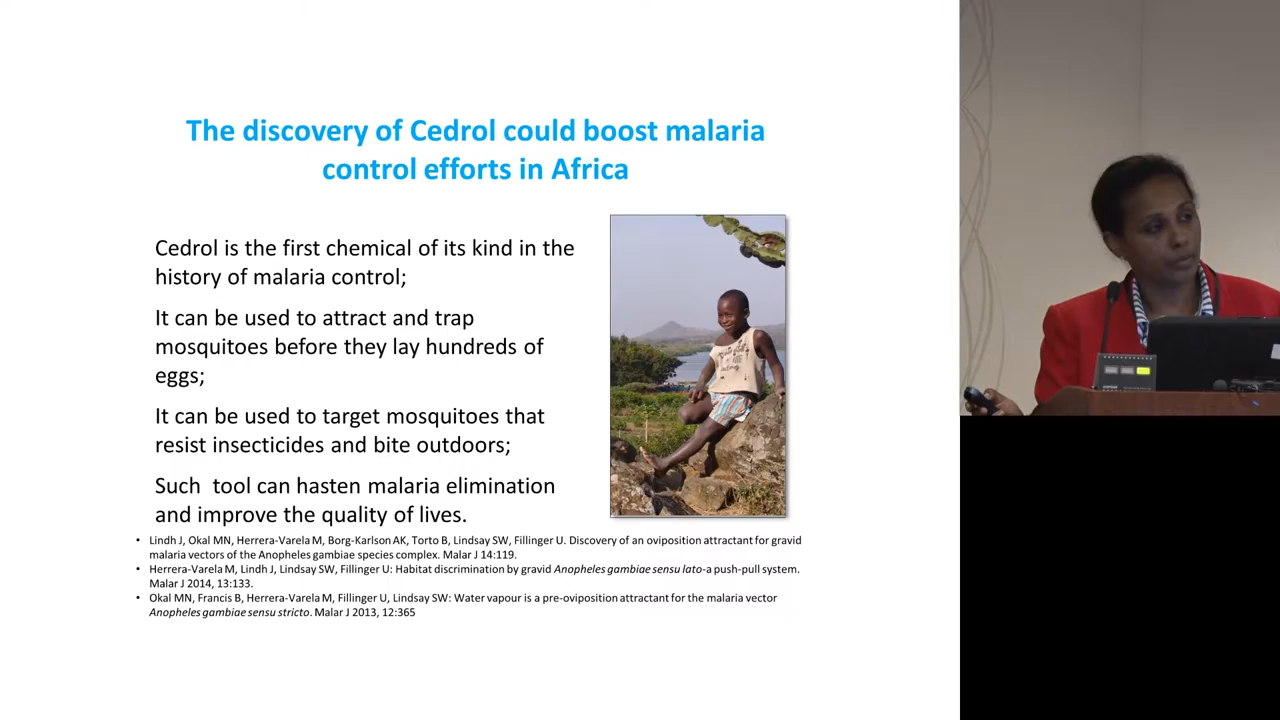 The discovery of Cedrol could boost malaria
control efforts in Africa
Cedrol is the first chemical of its kind in the
history of malaria control;
It can be used to attract and trap
mosquitoes before they lay hundreds of
eggs;
It can be used to target mosquitoes that
resist insecticides and bite outdoors;
Such  tool can hasten malaria elimination
and improve the quality of lives.
• Lindh J, Okal MN, Herrera-Varela M, Borg-Karlson AK, Torto B, Lindsay SW, Fillinger U. Discovery of an oviposition attractant for gravid
malaria vectors of the Anopheles gambiae species complex. Malar J 14:119.
• Herrera-Varela M, Lindh J, Lindsay SW, Fillinger U: Habitat discrimination by gravid Anopheles gambiae sensu lato-a push-pull system.
Malar J 2014, 13:133.
• Okal MN, Francis B, Herrera-Varela M, Fillinger U, Lindsay SW: Water vapour is a pre-oviposition attractant for the malaria vector
Anopheles gambiae sensu stricto. Malar J 2013, 12:365